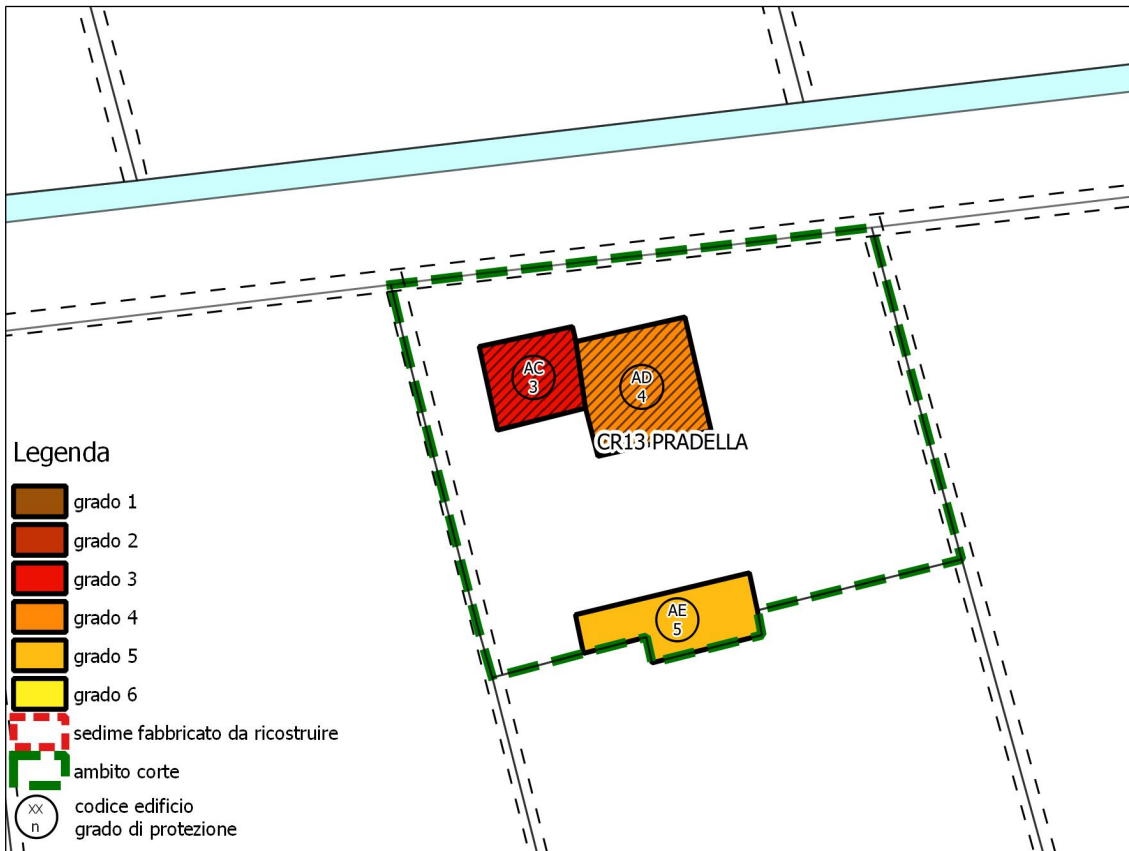 AC
3
AD
4
CR13 PRADELLA
AE
5
Legenda
grado 1
grado 2
grado 3
grado 4
grado 5
grado 6
sedime fabbricato da ricostruire
ambito corte
XX
n
codice edificio
grado di protezione